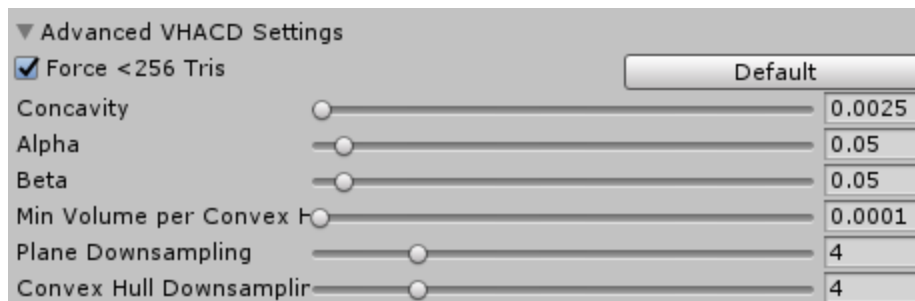 Advanced VHACD Settings
Force <256 Tris Default
Concavity 0.0025
Alpha 0.05
Beta 0.05
Min Volume per Convex H 0.0001
Plane Downsampling 4
Convex Hull Downsamplin 4